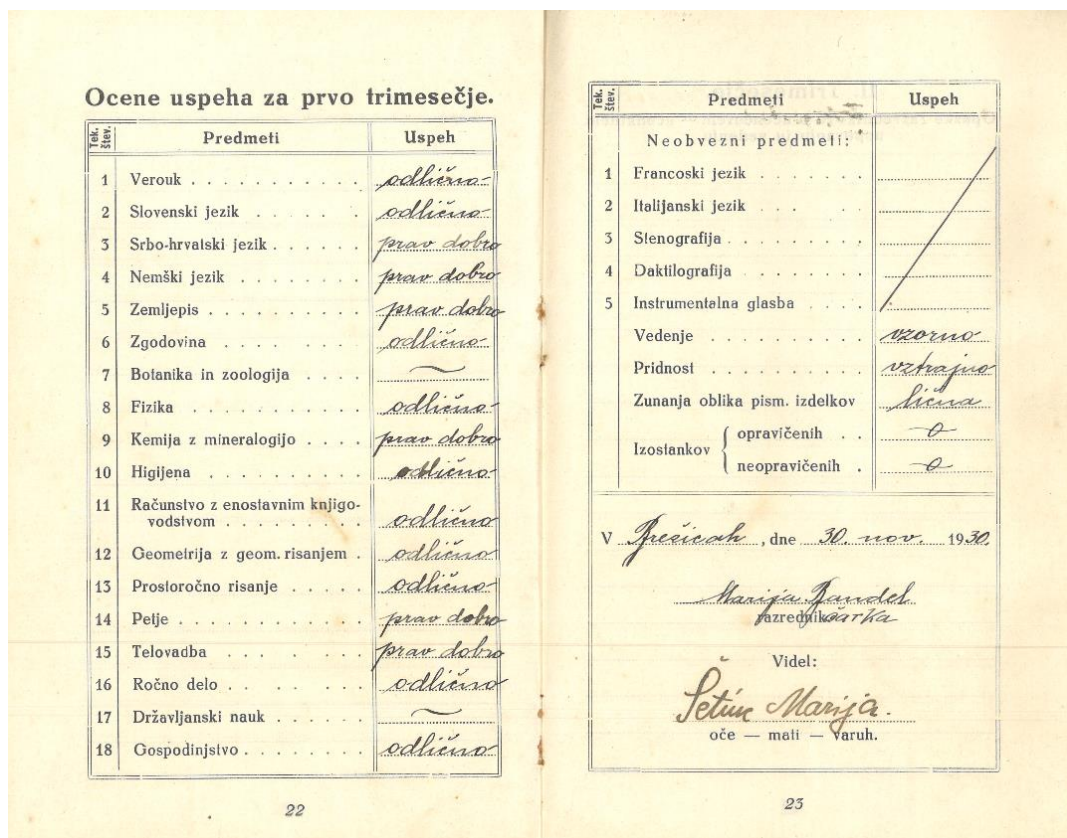 Ocene uspeha za prvo trimesečje.
Tek. štev. Predmeti Uspeh
1 Verouk . . . . . . . . . . . odlično
2 Slovenski jezik . . . . . . odlično
3 Srbo-hrvatski jezik . . . . . . prav dobro
4 Nemški jezik . . . . . . . . . prav dobro
5 Zemljepis . . . . . . . . . . prav dobro
6 Zgodovina . . . . . . . . . odlično
7 Botanika in zoologija . . . . ~
8 Fizika . . . . . . . . . . . odlično
9 Kemija z mineralogijo . . . . prav dobro
10 Higijena . . . . . . . . . . odlično
11 Računstvo z enostavnim knjigo-
vodstvom . . . . . . . . . odlično
12 Geometrija z geom. risanjem . odlično
13 Prostoročno risanje . . . . . odlično
14 Petje . . . . . . . . . . . . prav dobro
15 Telovadba . . . . . . . . prav dobro
16 Ročno delo . . . . . . . . odlično
17 Državljanski nauk . . . . . . ~
18 Gospodinjstvo . . . . . . . . odlično
22
Tek. štev. Predmeti Uspeh
Neobvezni predmeti:
1 Francoski jezik . . . . . . .
2 Italijanski jezik . . . . . .
3 Stenografija . . . . . . . . .
4 Daktilografija . . . . . . .
5 Instrumentalna glasba . . . .
Vedenje . . . . . . . . . . vzorno
Pridnost . . . . . . . . . . vztrajno
Zunanja oblika pism. izdelkov lična
Izostankov { opravičenih . . o
neopravičenih . o
V Brežicah, dne 30. nov. 1930.
Marija Bandel
razredničarka
Videl:
Šetinc Marija.
oče — mati — varuh.
23